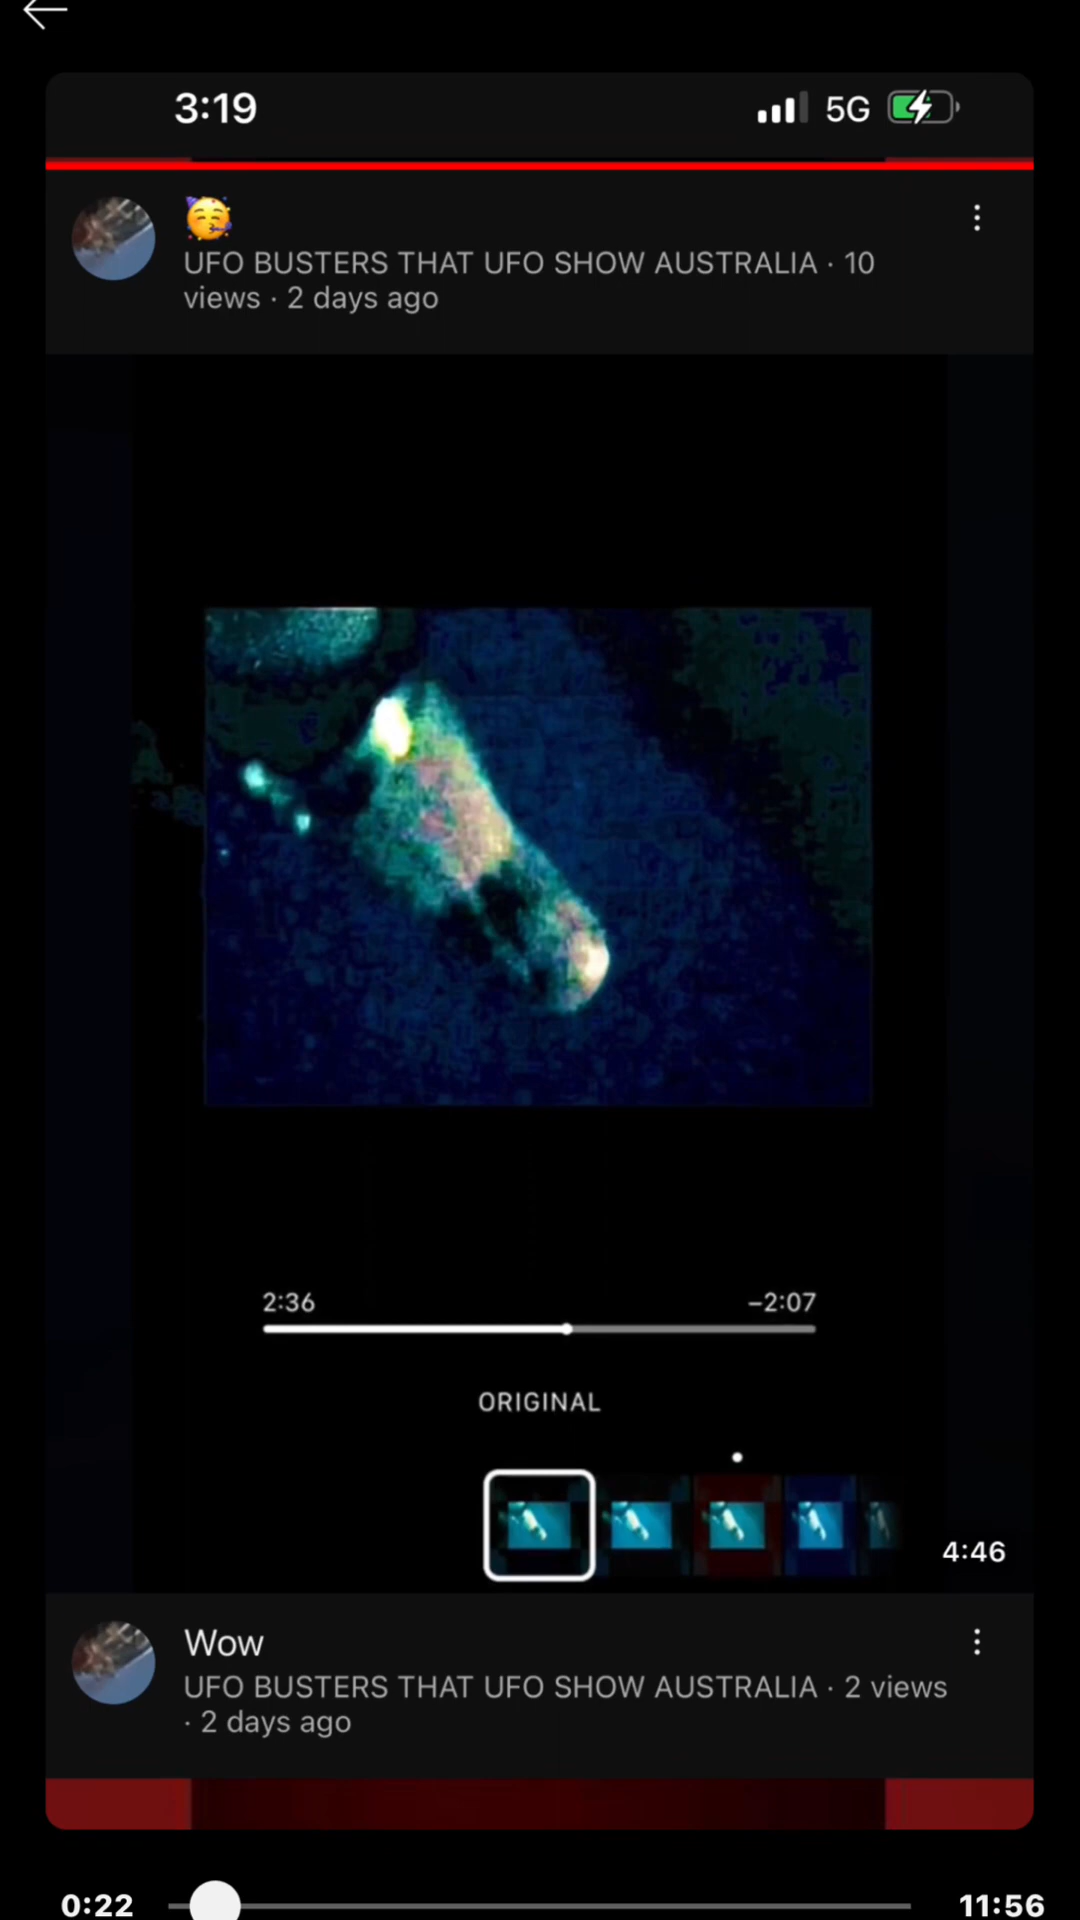 3:19
5G
🥳
UFO BUSTERS THAT UFO SHOW AUSTRALIA · 10
views · 2 days ago
2:36
−2:07
ORIGINAL
4:46
Wow
UFO BUSTERS THAT UFO SHOW AUSTRALIA · 2 views
· 2 days ago
0:22
11:56